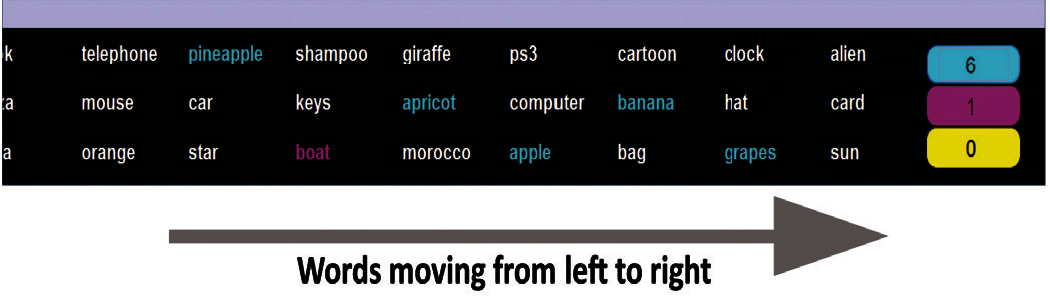 telephone pineapple shampoo giraffe ps3 cartoon clock alien 6
mouse car keys apricot computer banana hat card 1
orange star boat morocco apple bag grapes sun 0
Words moving from left to right